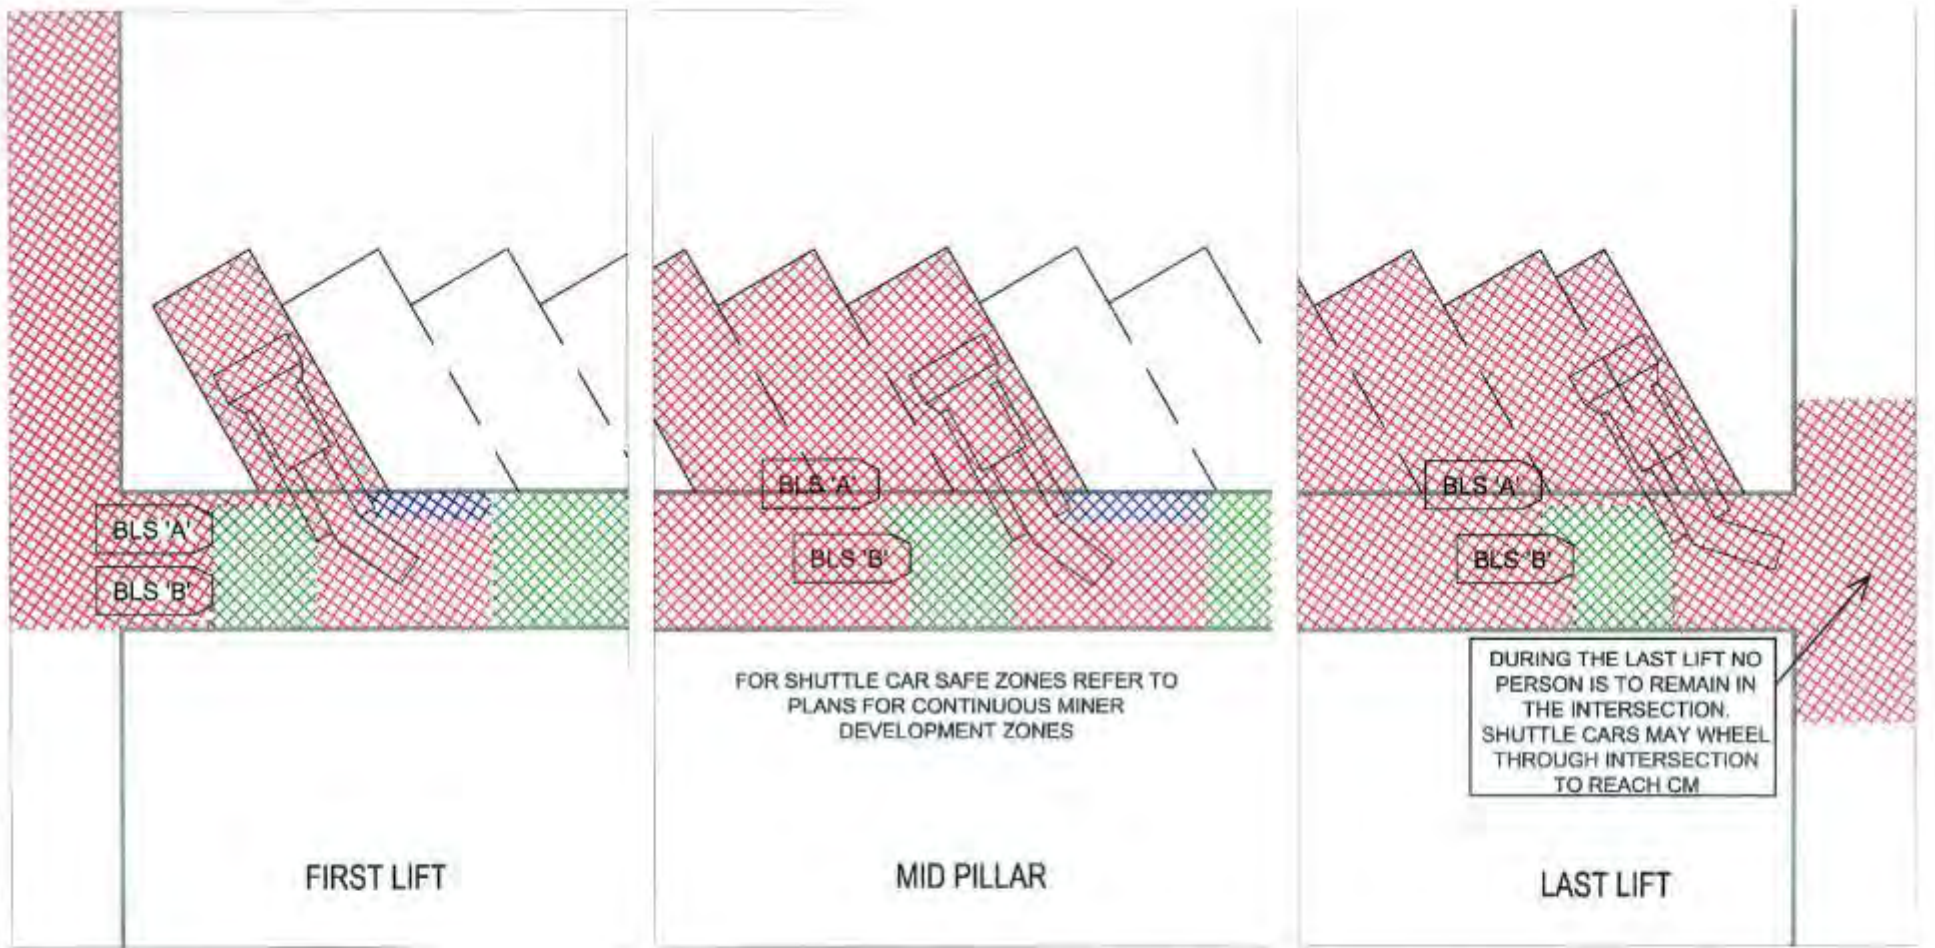 BLS 'A'
BLS 'B'
FIRST LIFT
BLS 'A'
BLS 'B'
FOR SHUTTLE CAR SAFE ZONES REFER TO
PLANS FOR CONTINUOUS MINER
DEVELOPMENT ZONES
MID PILLAR
BLS 'A'
BLS 'B'
DURING THE LAST LIFT NO
PERSON IS TO REMAIN IN
THE INTERSECTION.
SHUTTLE CARS MAY WHEEL
THROUGH INTERSECTION
TO REACH CM
LAST LIFT